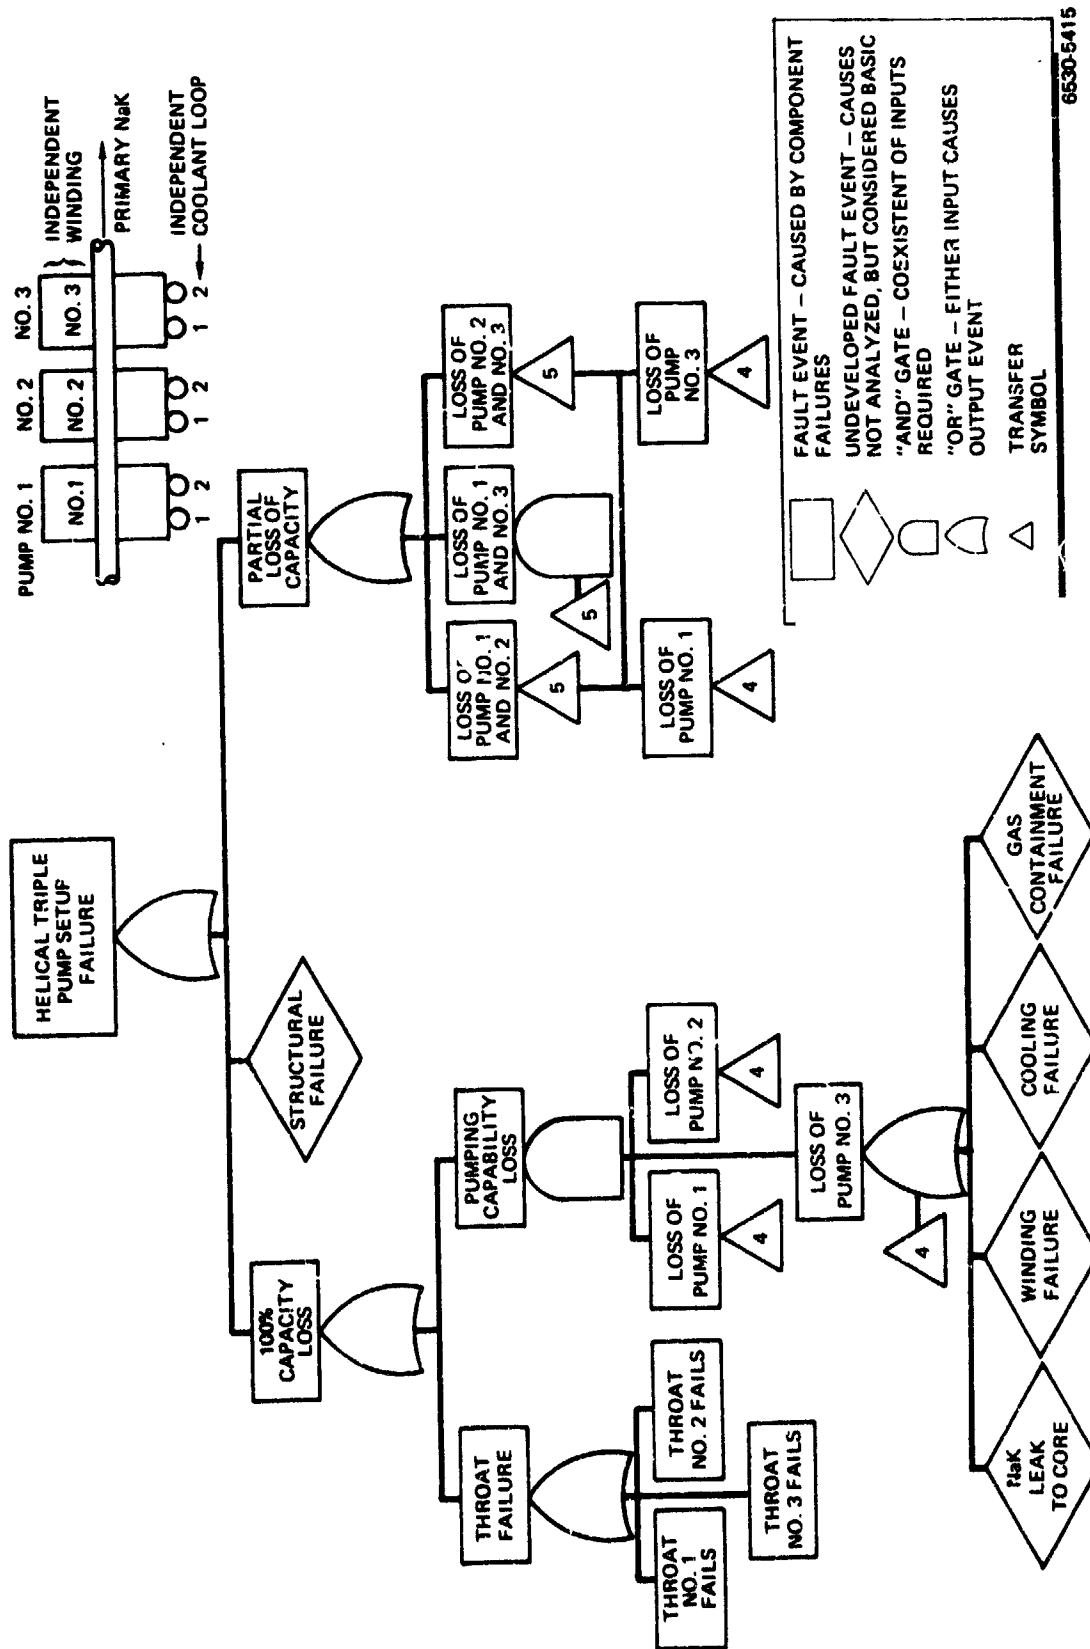 HELICAL TRIPLE
PUMP SETUP
FAILURE
PUMP NO. 1
NO. 2
NO. 3
NO.1
NO. 2
NO. 3
INDEPENDENT
WINDING
PRIMARY NaK
1 2
1 2
1 2
INDEPENDENT
COOLANT LOOP
100%
CAPACITY
LOSS
STRUCTURAL
FAILURE
PARTIAL
LOSS OF
CAPACITY
THROAT
FAILURE
PUMPING
CAPABILITY
LOSS
LOSS OF
PUMP NO. 1
AND NO. 2
LOSS OF
PUMP NO. 1
AND NO. 3
LOSS OF
PUMP NO. 2
AND NO. 3
5
5
5
THROAT
NO. 1
FAILS
THROAT
NO. 2 FAILS
THROAT
NO. 3 FAILS
LOSS OF
PUMP NO. 1
LOSS OF
PUMP NO. 2
4
4
LOSS OF
PUMP NO. 3
4
LOSS OF
PUMP NO. 1
LOSS OF
PUMP
NO. 3
4
4
NaK
LEAK
TO CORE
WINDING
FAILURE
COOLING
FAILURE
GAS
CONTAINMENT
FAILURE
FAULT EVENT – CAUSED BY COMPONENT
FAILURES
UNDEVELOPED FAULT EVENT – CAUSES
NOT ANALYZED, BUT CONSIDERED BASIC
"AND" GATE – COEXISTENT OF INPUTS
REQUIRED
"OR" GATE – FITHER INPUT CAUSES
OUTPUT EVENT
TRANSFER
SYMBOL
6530-5415